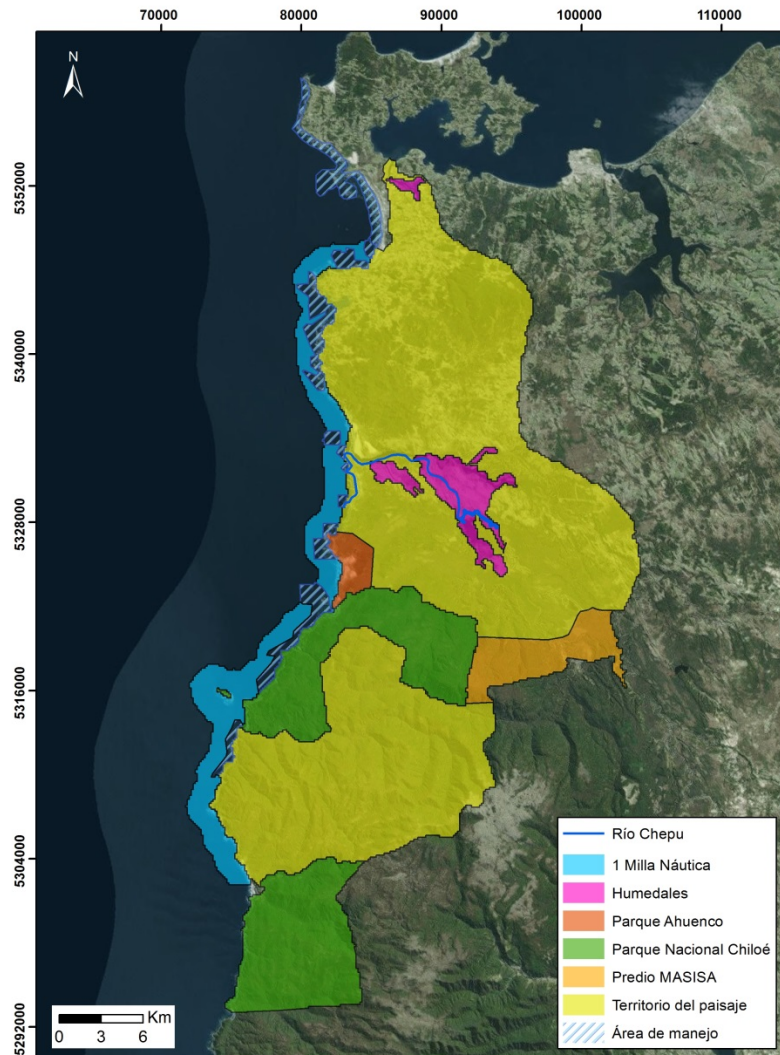 70000 80000 90000 100000 110000
N
5352000
5340000
5328000
5316000
5304000
5292000
Río Chepu
1 Milla Náutica
Humedales
Parque Ahuenco
Parque Nacional Chiloé
Predio MASISA
Territorio del paisaje
Área de manejo
Km
0 3 6